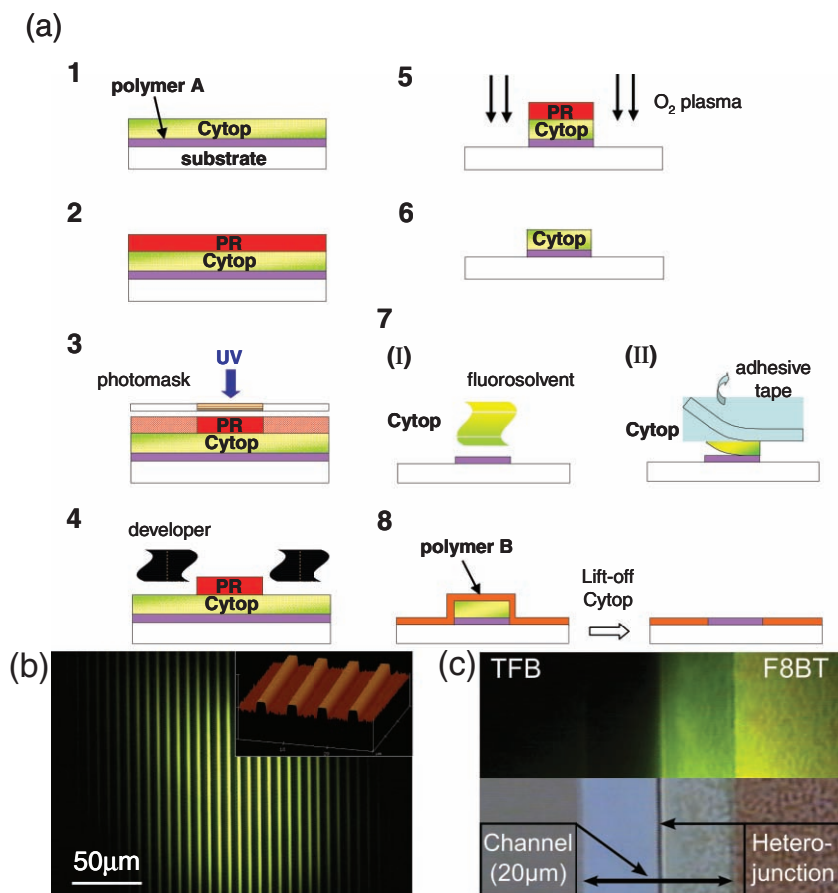 (a)
1
polymer A
Cytop
substrate
2
PR
Cytop
3
UV
photomask
PR
Cytop
4
developer
PR
Cytop
5
O₂ plasma
PR
Cytop
6
Cytop
7
(I)
fluorosolvent
Cytop
(II)
adhesive
tape
Cytop
8
polymer B
Lift-off
Cytop
(b)
50μm
(c)
TFB
F8BT
Channel
(20μm)
Hetero-
junction